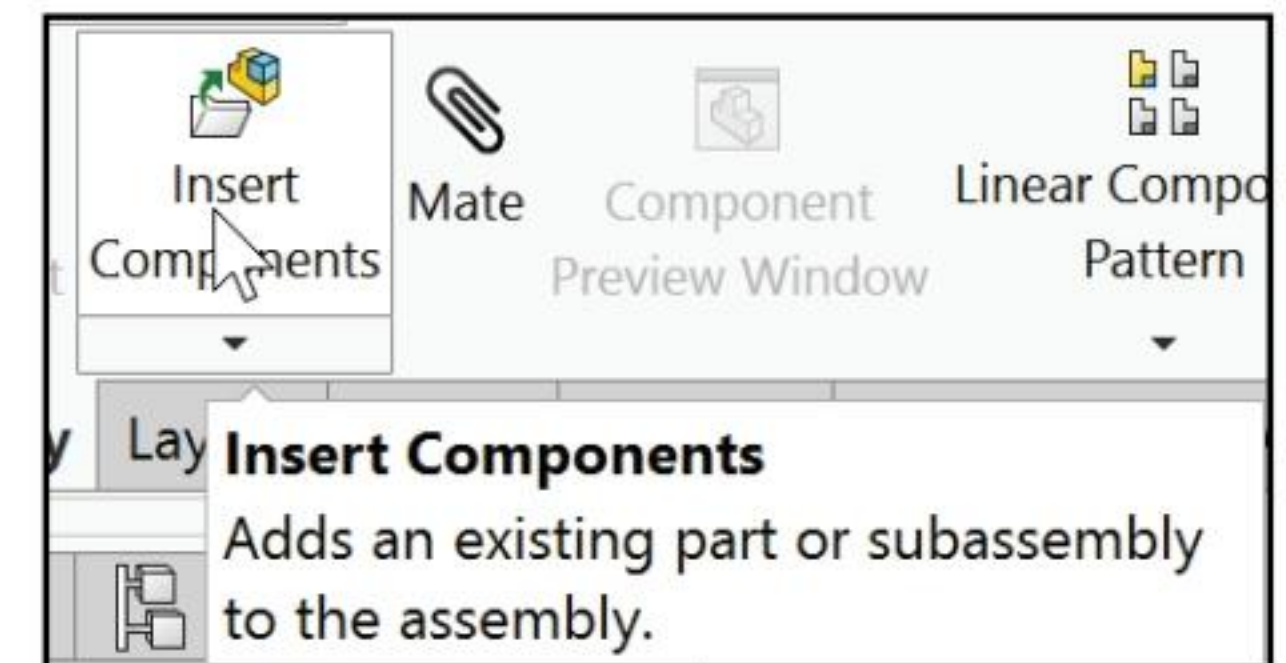 Insert
Components
Mate
Component
Preview Window
Linear Compo
Pattern
Lay
Insert Components
Adds an existing part or subassembly
to the assembly.